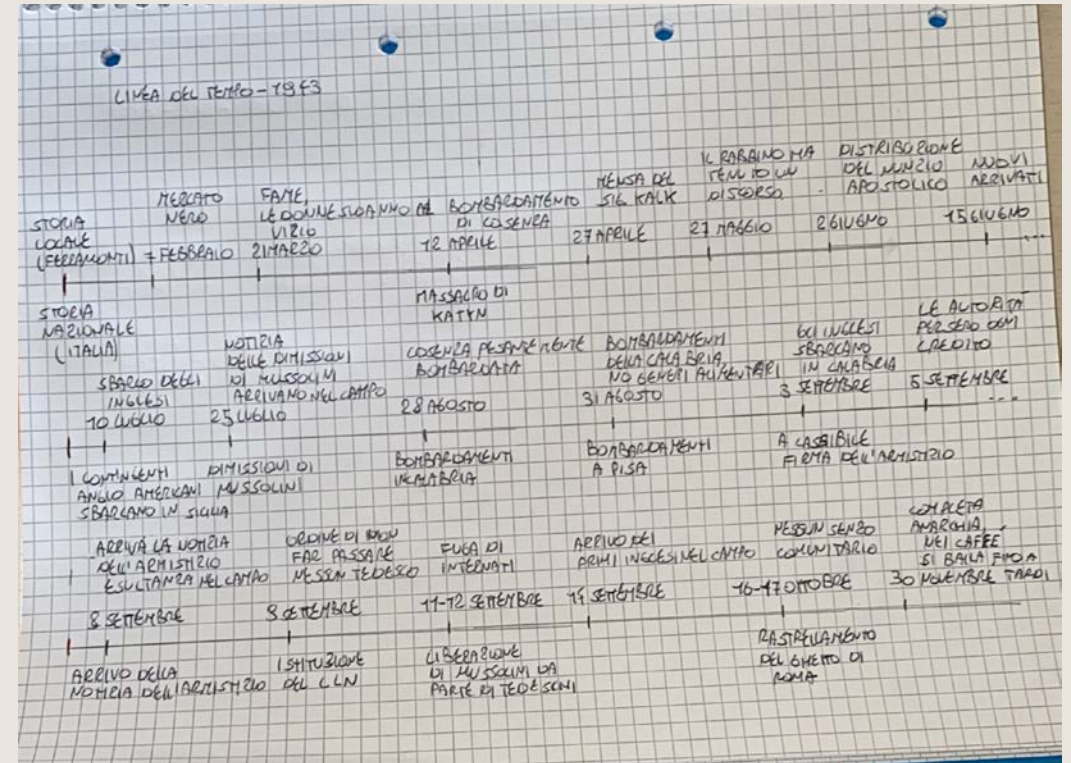 LINEA DEL TEMPO - 1943
STORIA LOCALE (FERRAMONTI)
MERCATO NERO
7 FEBBRAIO
FAME, LE DONNE SI DANNO AL VIZIO
21 MARZO
BOMBARDAMENTO DI COSENZA
12 APRILE
MENSA DEL SIG KALK
27 APRILE
IL RABBINO HA TENUTO UN DISCORSO
27 MAGGIO
DISTRIBUZIONE DEL NUNZIO APOSTOLICO
2 GIUGNO
NUOVI ARRIVATI
15 GIUGNO
...
STORIA NAZIONALE (ITALIA)
MASSACRO DI KATYN
SBARCO DEGLI INGLESI
10 LUGLIO
NOTIZIA DELLE DIMISSIONI DI MUSSOLINI ARRIVANO NEL CAMPO
25 LUGLIO
COSENZA PESANTEMENTE BOMBARDATA
28 AGOSTO
BOMBARDAMENTI DELLA CALABRIA, NO GENERI ALIMENTARI
31 AGOSTO
GLI INGLESI SBARCANO IN CALABRIA
3 SETTEMBRE
LE AUTORITÀ PERSERO OGNI CREDITO
5 SETTEMBRE
...
I CONTINGENTI ANGLO AMERICANI SBARCANO IN SICILIA
DIMISSIONI DI MUSSOLINI
BOMBARDAMENTI IN CALABRIA
BOMBARDAMENTI A PISA
A CASSIBILE FIRMA DELL'ARMISTIZIO
ARRIVA LA NOTIZIA DELL'ARMISTIZIO ESULTANZA NEL CAMPO
8 SETTEMBRE
ORDINE DI NON FAR PASSARE NESSUN TEDESCO
9 SETTEMBRE
FUGA DI INTERNATI
11-12 SETTEMBRE
ARRIVO DEI PRIMI INGLESI NEL CAMPO
14 SETTEMBRE
NESSUN SENSO COMUNITARIO
16-17 OTTOBRE
COMPLETA ANARCHIA, NEI CAFFE SI BALLA FINO A TARDI
30 NOVEMBRE
ARRIVO DELLA NOTIZIA DELL'ARMISTIZIO
ISTITUZIONE DEL CLN
LIBERAZIONE DI MUSSOLINI DA PARTE DI TEDESCHI
RASTRELLAMENTO DEL GHETTO DI ROMA